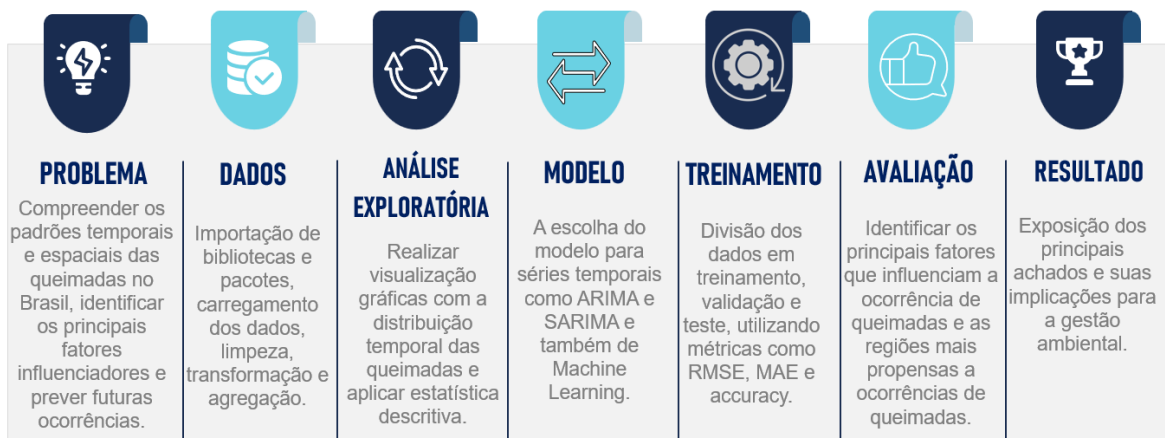 PROBLEMA
Compreender os
padrões temporais
e espaciais das
queimadas no
Brasil, identificar
os principais
fatores
influenciadores e
prever futuras
ocorrências.
DADOS
Importação de
bibliotecas e
pacotes,
carregamento
dos dados,
limpeza,
transformação e
agregação.
ANÁLISE
EXPLORATÓRIA
Realizar
visualização
gráficas com a
distribuição
temporal das
queimadas e
aplicar estatística
descritiva.
MODELO
A escolha do
modelo para
séries temporais
como ARIMA e
SARIMA e
também de
Machine
Learning.
TREINAMENTO
Divisão dos
dados em
treinamento,
validação e
teste, utilizando
métricas como
RMSE, MAE e
accuracy.
AVALIAÇÃO
Identificar os
principais fatores
que influenciam a
ocorrência de
queimadas e as
regiões mais
propensas a
ocorrências de
queimadas.
RESULTADO
Exposição dos
principais
achados e suas
implicações para
a gestão
ambiental.